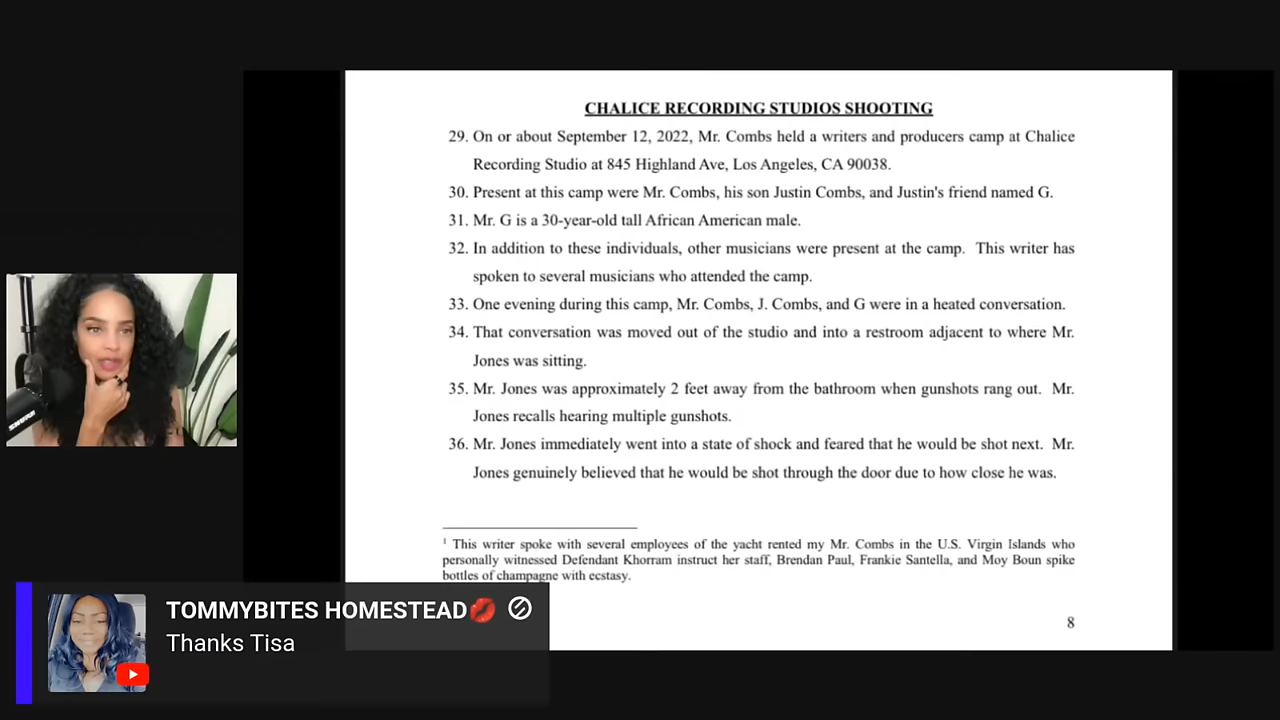 CHALICE RECORDING STUDIOS SHOOTING
29. On or about September 12, 2022, Mr. Combs held a writers and producers camp at Chalice
Recording Studio at 845 Highland Ave, Los Angeles, CA 90038.
30. Present at this camp were Mr. Combs, his son Justin Combs, and Justin's friend named G.
31. Mr. G is a 30-year-old tall African American male.
32. In addition to these individuals, other musicians were present at the camp. This writer has
spoken to several musicians who attended the camp.
33. One evening during this camp, Mr. Combs, J. Combs, and G were in a heated conversation.
34. That conversation was moved out of the studio and into a restroom adjacent to where Mr.
Jones was sitting.
35. Mr. Jones was approximately 2 feet away from the bathroom when gunshots rang out. Mr.
Jones recalls hearing multiple gunshots.
36. Mr. Jones immediately went into a state of shock and feared that he would be shot next. Mr.
Jones genuinely believed that he would be shot through the door due to how close he was.
1 This writer spoke with several employees of the yacht rented my Mr. Combs in the U.S. Virgin Islands who
personally witnessed Defendant Khorram instruct her staff, Brendan Paul, Frankie Santella, and Moy Boun spike
bottles of champagne with ecstasy.
8
SHURE
TOMMYBITES HOMESTEAD💋
Thanks Tisa